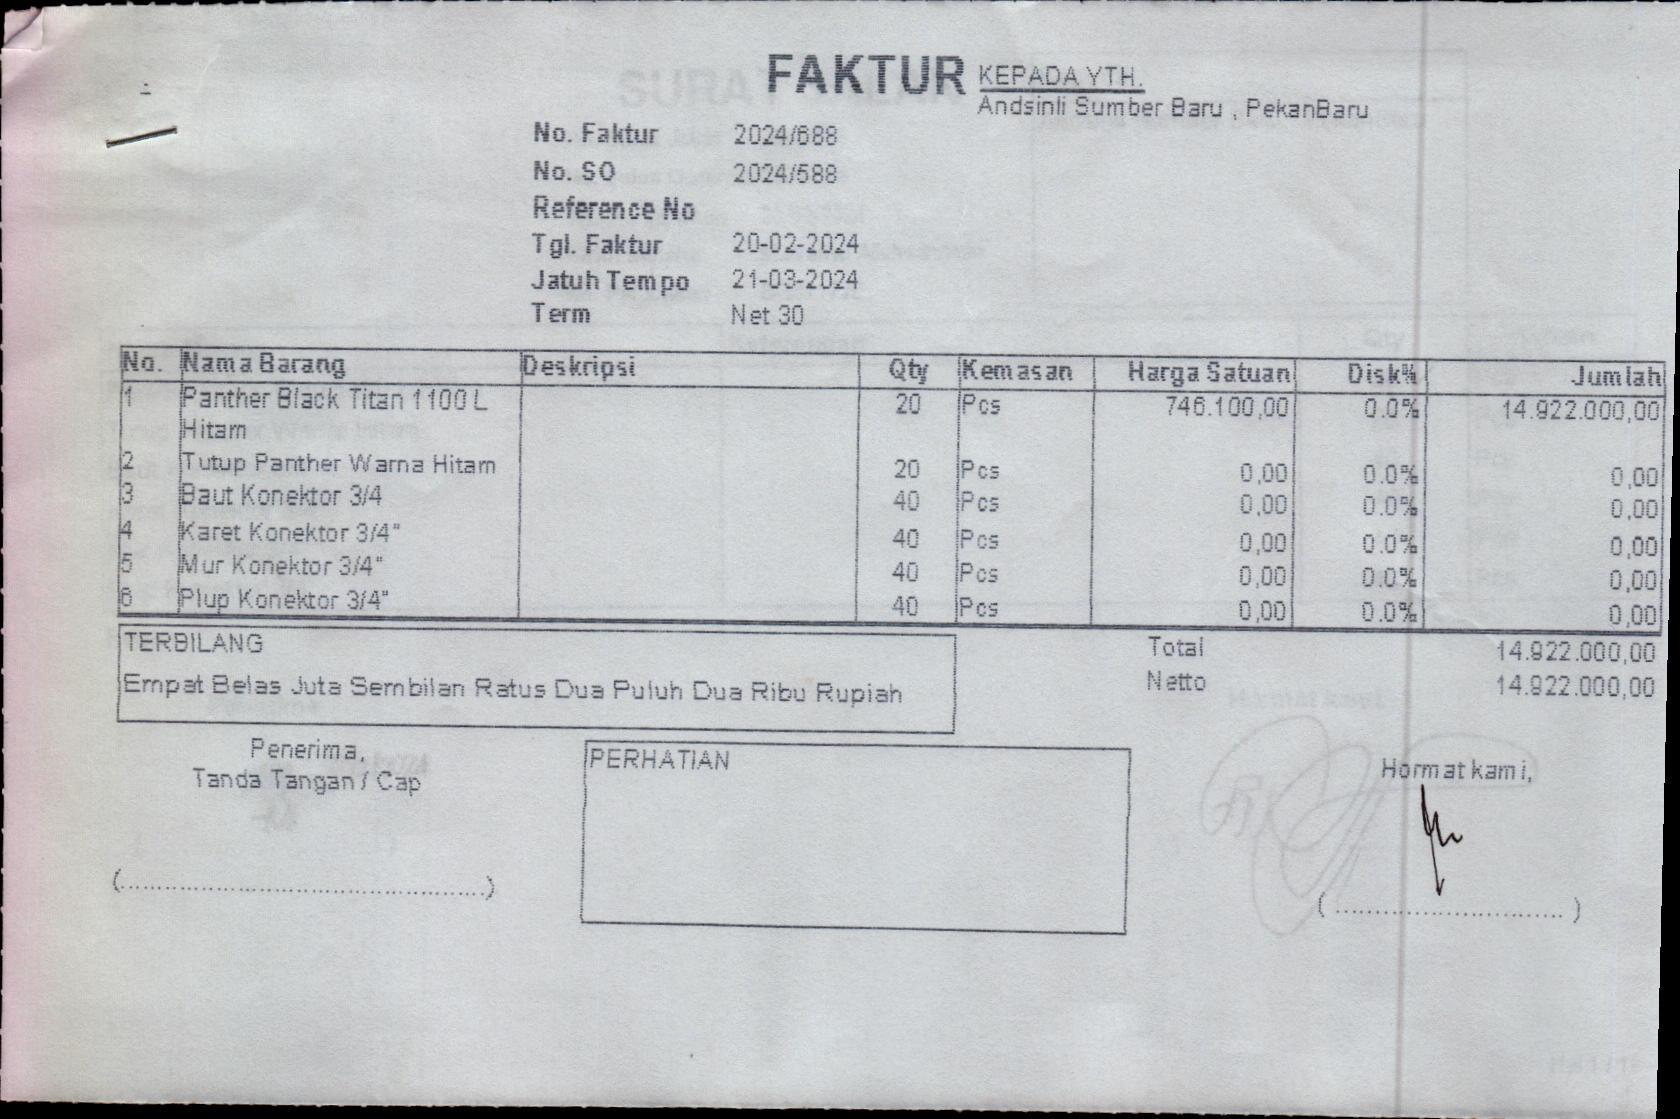 FAKTUR
KEPADA YTH.
Andsinli Sumber Baru , PekanBaru
No. Faktur 2024/688
No. SO 2024/588
Reference No
Tgl. Faktur 20-02-2024
Jatuh Tempo 21-03-2024
Term Net 30
No. Nama Barang Deskripsi Qty Kemasan Harga Satuan Disk% Jumlah
1 Panther Black Titan 1100 L 20 Pcs 746.100,00 0.0% 14.922.000,00
Hitam
2 Tutup Panther Warna Hitam 20 Pcs 0,00 0.0% 0,00
3 Baut Konektor 3/4 40 Pcs 0,00 0.0% 0,00
4 Karet Konektor 3/4" 40 Pcs 0,00 0.0% 0,00
5 Mur Konektor 3/4" 40 Pcs 0,00 0.0% 0,00
6 Plup Konektor 3/4" 40 Pcs 0,00 0.0% 0,00
TERBILANG
Empat Belas Juta Sembilan Ratus Dua Puluh Dua Ribu Rupiah
Total 14.922.000,00
Netto 14.922.000,00
Penerima,
Tanda Tangan / Cap
PERHATIAN
Hormat kami,
(................................................)
( ............................. )